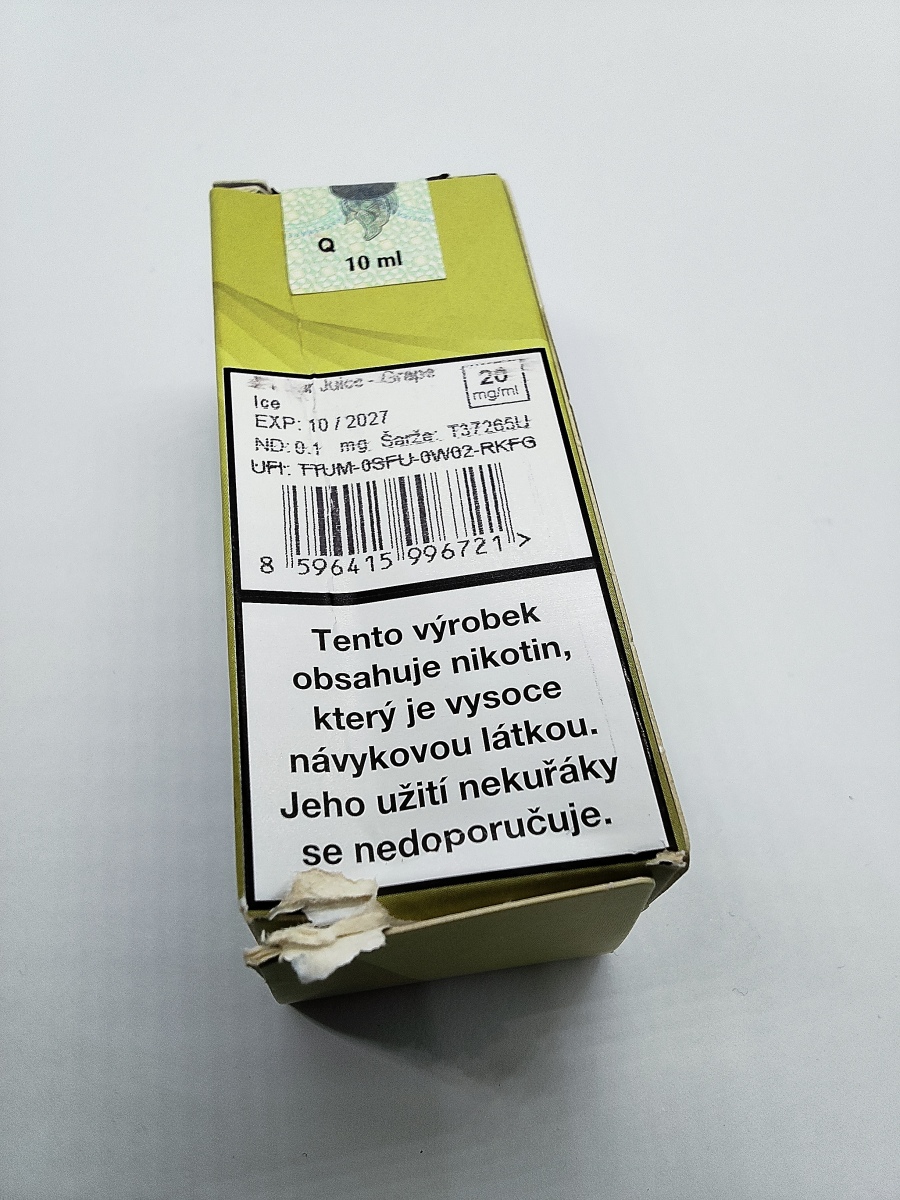 Q
10 ml
Juice - Grape
Ice
20
mg/ml
EXP: 10 / 2027
ND: 0.1 mg Šarže: T37265U
UFI: TTUM-0SFU-0W02-RKFG
8 596415 996721 >
Tento výrobek
obsahuje nikotin,
který je vysoce
návykovou látkou.
Jeho užití nekuřáky
se nedoporučuje.